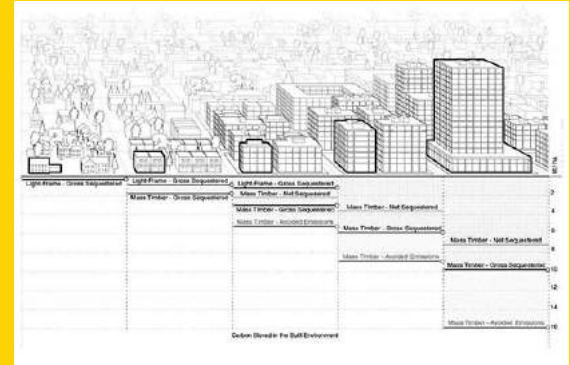 Light-Frame - Gross Sequestered
Light-Frame - Gross Sequestered
Light-Frame - Gross Sequestered
Mass Timber - Gross Sequestered
Mass Timber - Net Sequestered
Mass Timber - Gross Sequestered
Mass Timber - Net Sequestered
Mass Timber - Avoided Emissions
Mass Timber - Gross Sequestered
Mass Timber - Net Sequestered
Mass Timber - Avoided Emissions
Mass Timber - Gross Sequestered
Mass Timber - Avoided Emissions
Carbon Stored in the Built Environment
2
4
6
8
10
12
14
16